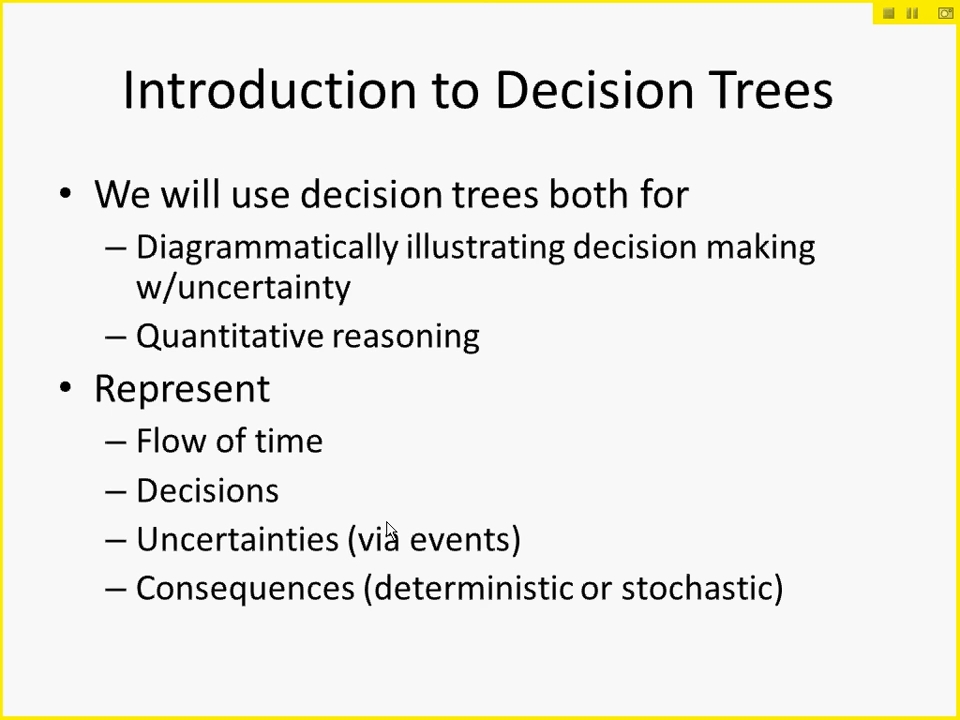 Introduction to Decision Trees
• We will use decision trees both for
– Diagrammatically illustrating decision making
w/uncertainty
– Quantitative reasoning
• Represent
– Flow of time
– Decisions
– Uncertainties (via events)
– Consequences (deterministic or stochastic)